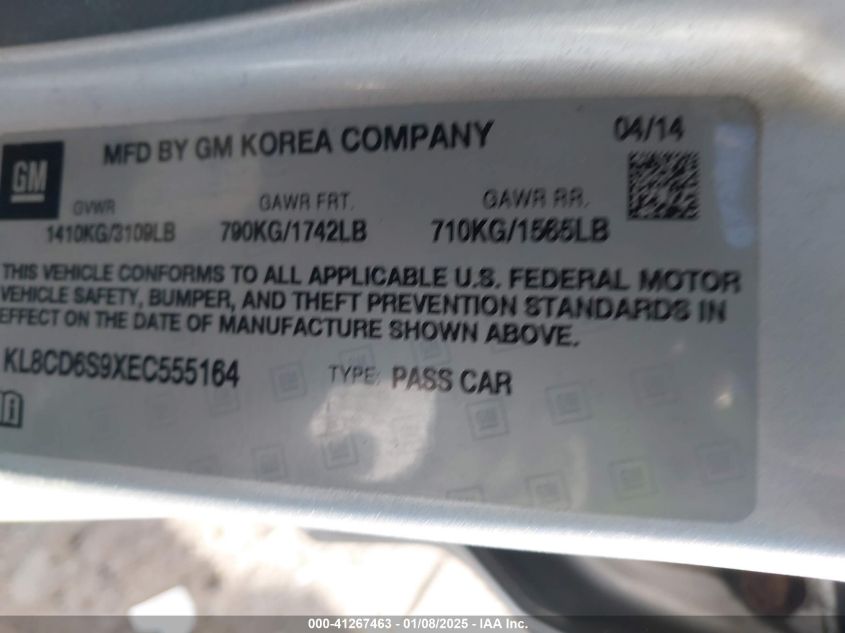 MFD BY GM KOREA COMPANY 04/14
GM
GVWR GAWR FRT. GAWR RR.
1410KG/3109LB 790KG/1742LB 710KG/1565LB
THIS VEHICLE CONFORMS TO ALL APPLICABLE U.S. FEDERAL MOTOR
VEHICLE SAFETY, BUMPER, AND THEFT PREVENTION STANDARDS IN
EFFECT ON THE DATE OF MANUFACTURE SHOWN ABOVE.
KL8CD6S9XEC555164 TYPE: PASS CAR
000-41267463 — 01/08/2025 — IAA Inc.